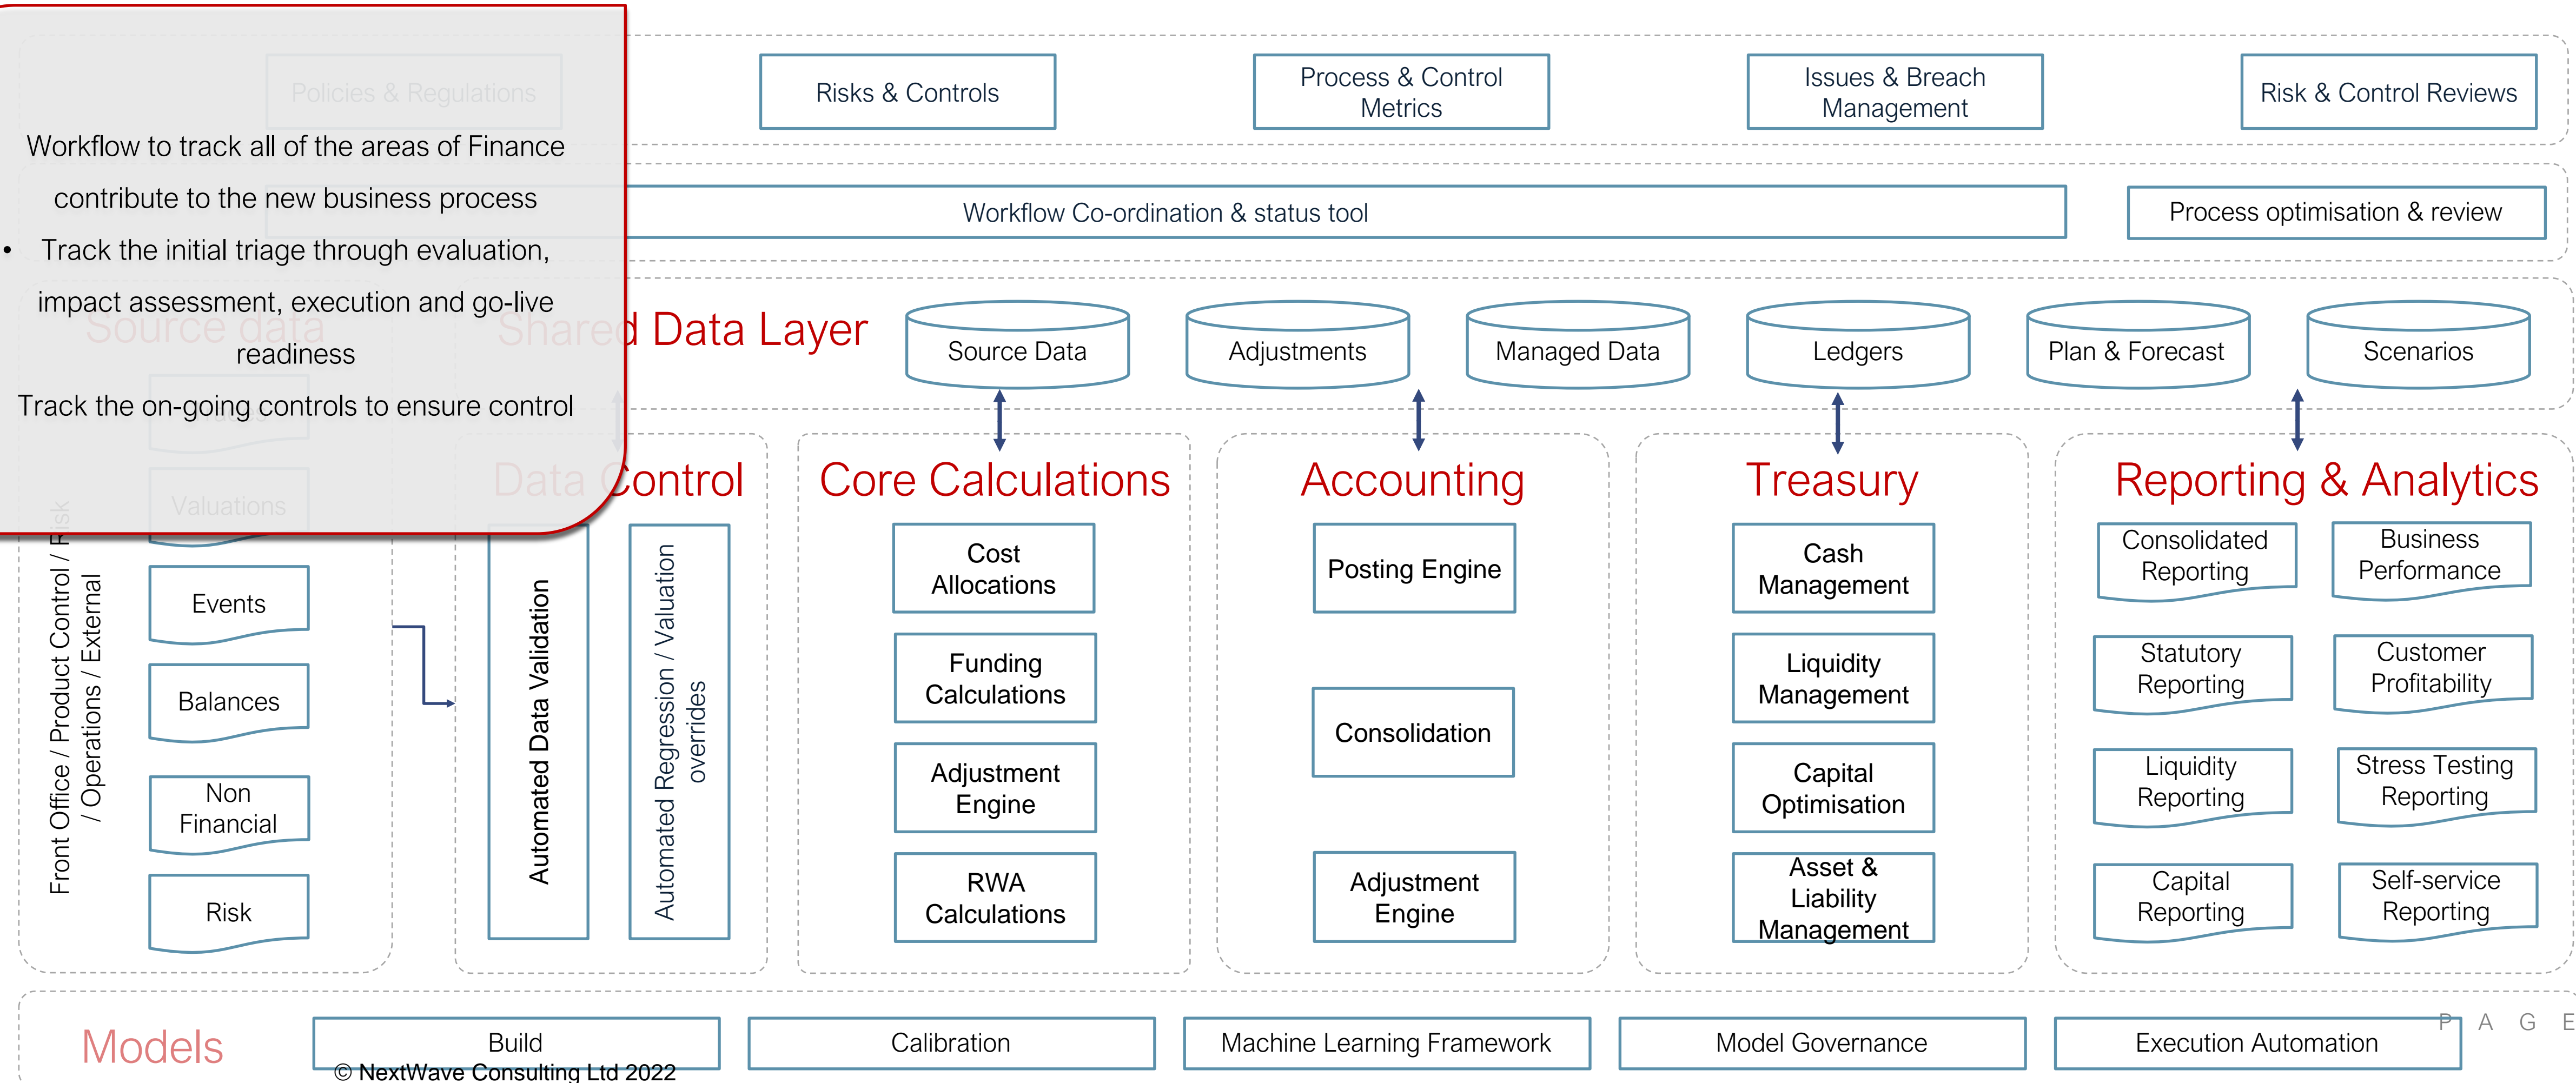 Policies & Regulations
Risks & Controls
Process & Control
Metrics
Issues & Breach
Management
Risk & Control Reviews
Workflow to track all of the areas of Finance
contribute to the new business process
• Track the initial triage through evaluation,
impact assessment, execution and go-live
readiness
Track the on-going controls to ensure control
Workflow Co-ordination & status tool
Process optimisation & review
Source data
Shared Data Layer
Source Data
Adjustments
Managed Data
Ledgers
Plan & Forecast
Scenarios
Front Office / Product Control / Risk
/ Operations / External
Valuations
Events
Balances
Non
Financial
Risk
Data Control
Automated Data Validation
Automated Regression / Valuation
overrides
Core Calculations
Cost
Allocations
Funding
Calculations
Adjustment
Engine
RWA
Calculations
Accounting
Posting Engine
Consolidation
Adjustment
Engine
Treasury
Cash
Management
Liquidity
Management
Capital
Optimisation
Asset &
Liability
Management
Reporting & Analytics
Consolidated
Reporting
Business
Performance
Statutory
Reporting
Customer
Profitability
Liquidity
Reporting
Stress Testing
Reporting
Capital
Reporting
Self-service
Reporting
Models
Build
Calibration
Machine Learning Framework
Model Governance
Execution Automation
P A G E
© NextWave Consulting Ltd 2022